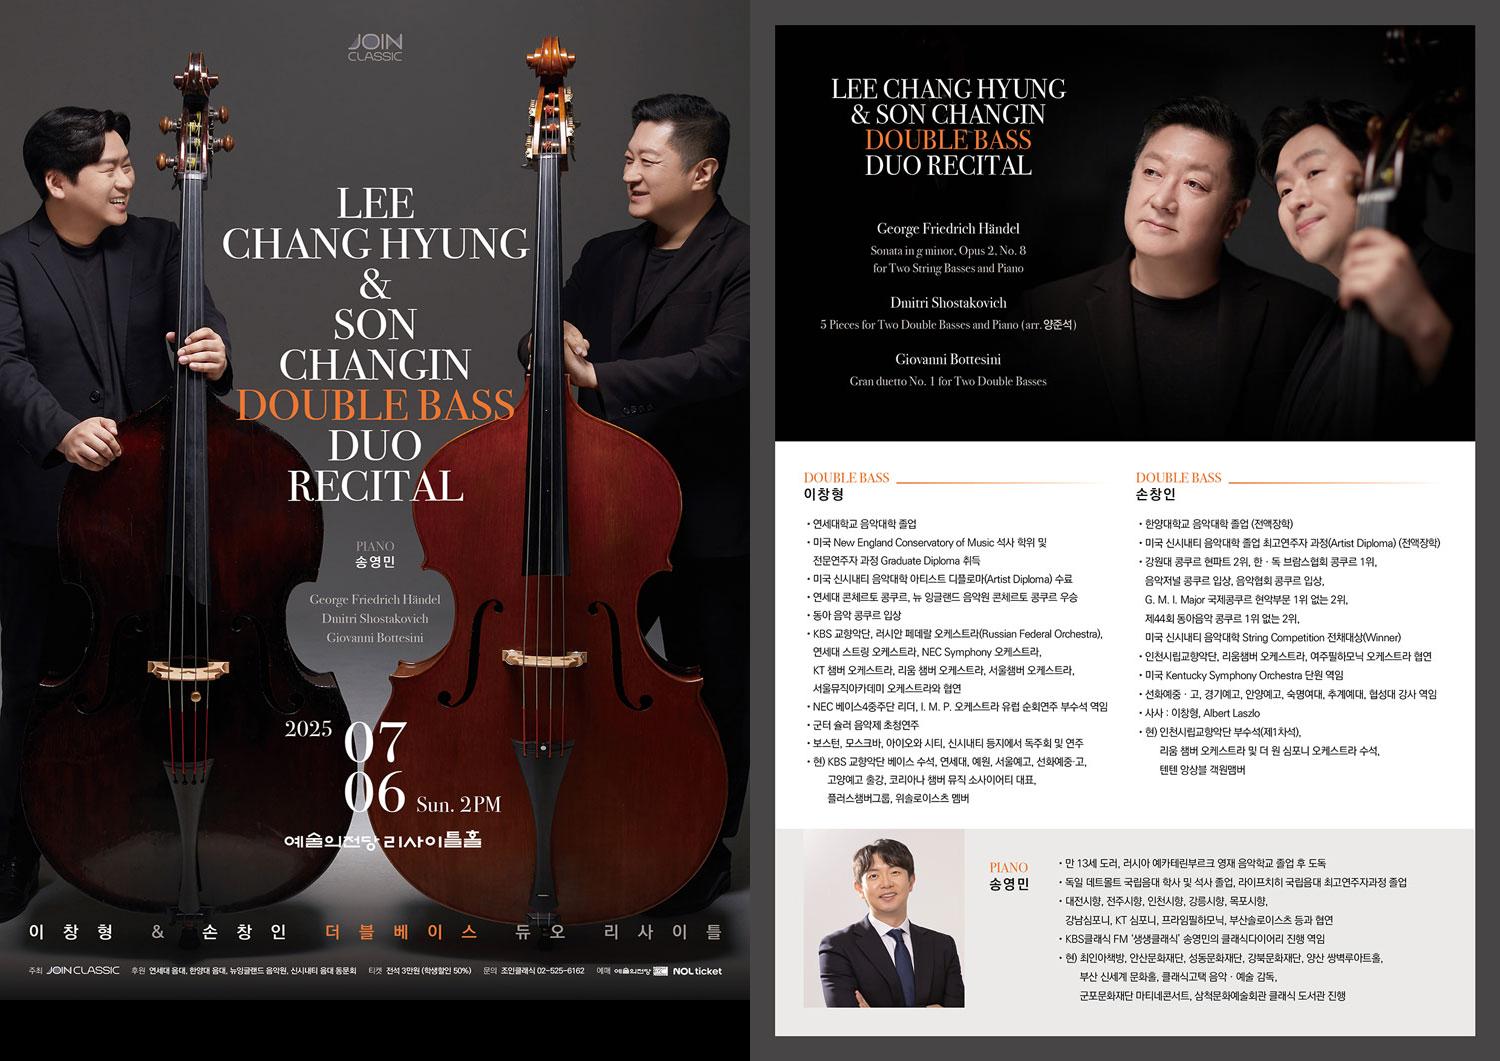 JOIN
CLASSIC
LEE
CHANG HYUNG
&
SON
CHANGIN
DOUBLE BASS
DUO
RECITAL
PIANO
송영민
George Friedrich Händel
Dmitri Shostakovich
Giovanni Bottesini
2025 07
06 Sun. 2PM
예술의전당 리사이틀홀
이창형 & 손창인 더블베이스 듀오 리사이틀
주최 JOIN CLASSIC 후원 연세대 음대, 한양대 음대, 뉴잉글랜드 음악원, 신시내티 음대 동문회 티켓 전석 3만원 (학생할인 50%) 문의 조인클래식 02-525-6162 예매 예술의전당 NOL ticket
LEE CHANG HYUNG
& SON CHANGIN
DOUBLE BASS
DUO RECITAL
George Friedrich Händel
Sonata in g minor, Opus 2, No. 8
for Two String Basses and Piano
Dmitri Shostakovich
5 Pieces for Two Double Basses and Piano (arr. 양준석)
Giovanni Bottesini
Gran duetto No. 1 for Two Double Basses
DOUBLE BASS
이창형
• 연세대학교 음악대학 졸업
• 미국 New England Conservatory of Music 석사 학위 및
전문연주자 과정 Graduate Diploma 취득
• 미국 신시내티 음악대학 아티스트 디플로마(Artist Diploma) 수료
• 연세대 콘체르토 콩쿠르, 뉴 잉글랜드 음악원 콘체르토 콩쿠르 우승
• 동아 음악 콩쿠르 입상
• KBS 교향악단, 러시안 페데랄 오케스트라(Russian Federal Orchestra),
연세대 스트링 오케스트라, NEC Symphony 오케스트라,
KT 챔버 오케스트라, 리움 챔버 오케스트라, 서울챔버 오케스트라,
서울뮤직아카데미 오케스트라와 협연
• NEC 베이스4중주단 리더, I. M. P. 오케스트라 유럽 순회연주 부수석 역임
• 군터 슐러 음악제 초청연주
• 보스턴, 모스크바, 아이오와 시티, 신시내티 등지에서 독주회 및 연주
• 현) KBS 교향악단 베이스 수석, 연세대, 예원, 서울예고, 선화예중·고,
고양예고 출강, 코리아나 챔버 뮤직 소사이어티 대표,
플러스챔버그룹, 위솔로이스츠 멤버
DOUBLE BASS
손창인
• 한양대학교 음악대학 졸업 (전액장학)
• 미국 신시내티 음악대학 졸업 최고연주자 과정(Artist Diploma) (전액장학)
• 강원대 콩쿠르 현파트 2위, 한 · 독 브람스협회 콩쿠르 1위,
음악저널 콩쿠르 입상, 음악협회 콩쿠르 입상,
G. M. I. Major 국제콩쿠르 현악부문 1위 없는 2위,
제44회 동아음악 콩쿠르 1위 없는 2위,
미국 신시내티 음악대학 String Competition 전채대상(Winner)
• 인천시립교향악단, 리움챔버 오케스트라, 여주필하모닉 오케스트라 협연
• 미국 Kentucky Symphony Orchestra 단원 역임
• 선화예중 · 고, 경기예고, 안양예고, 숙명여대, 추계예대, 협성대 강사 역임
• 사사 : 이창형, Albert Laszlo
• 현) 인천시립교향악단 부수석(제1차석),
리움 챔버 오케스트라 및 더 원 심포니 오케스트라 수석,
텐텐 앙상블 객원맴버
PIANO
송영민
• 만 13세 도러, 러시아 예카테린부르크 영재 음악학교 졸업 후 도독
• 독일 데트몰트 국립음대 학사 및 석사 졸업, 라이프치히 국립음대 최고연주자과정 졸업
• 대전시향, 전주시향, 인천시향, 강릉시향, 목포시향,
강남심포니, KT 심포니, 프라임필하모닉, 부산솔로이스츠 등과 협연
• KBS클래식 FM ‘생생클래식’ 송영민의 클래식다이어리 진행 역임
• 현) 최인아책방, 안산문화재단, 성동문화재단, 강북문화재단, 양산 쌍벽루아트홀,
부산 신세계 문화홀, 클래식고택 음악 · 예술 감독,
군포문화재단 마티네콘서트, 삼척문화예술회관 클래식 도서관 진행